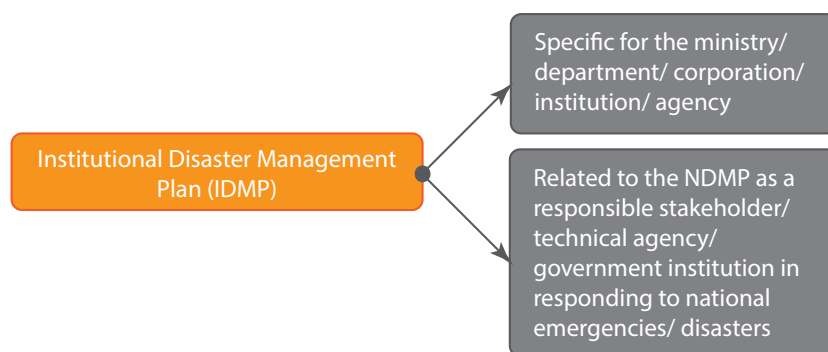 Institutional Disaster Management
Plan (IDMP)
Specific for the ministry/
department/ corporation/
institution/ agency
Related to the NDMP as a
responsible stakeholder/
technical agency/
government institution in
responding to national
emergencies/ disasters